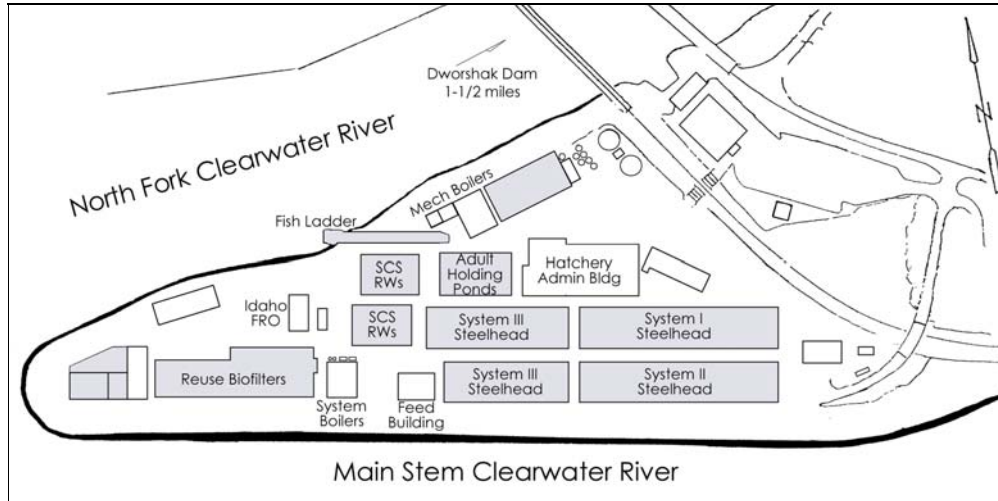 Dworshak Dam
1-1/2 miles
North Fork Clearwater River
Mech Boilers
Fish Ladder
SCS
RWs
Adult
Holding
Ponds
Hatchery
Admin Bldg
Idaho
FRO
SCS
RWs
System III
Steelhead
System I
Steelhead
Reuse Biofilters
System
Boilers
Feed
Building
System III
Steelhead
System II
Steelhead
Main Stem Clearwater River
N